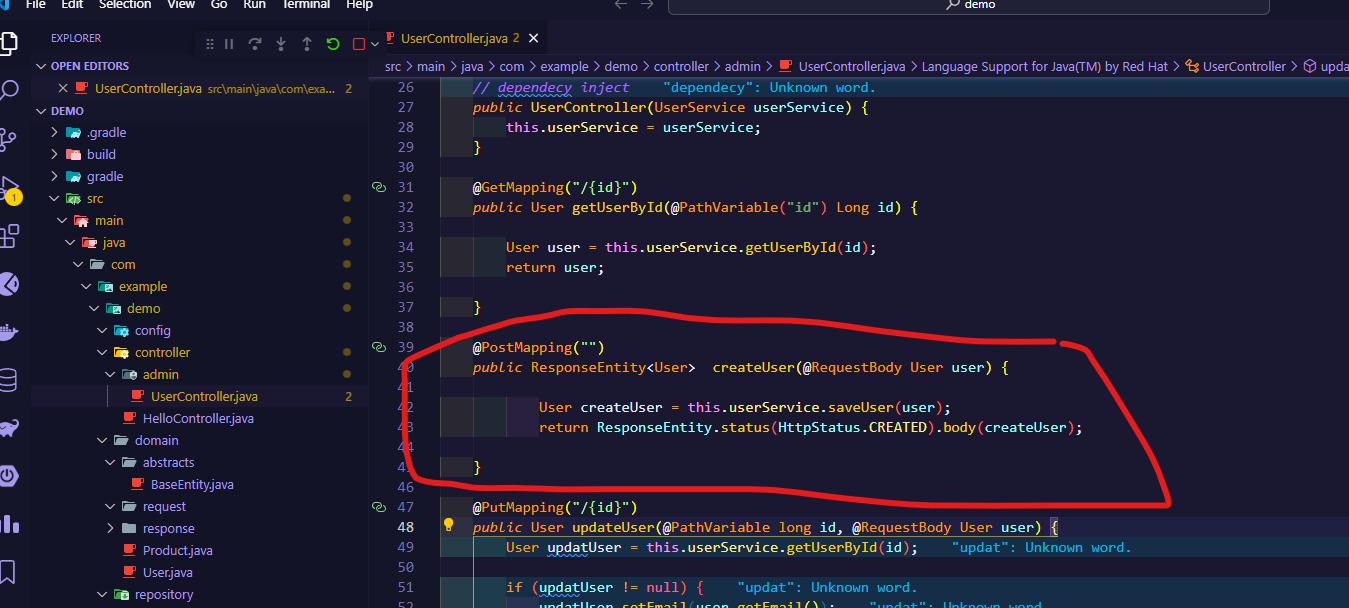 File Edit Selection View Go Run Terminal Help
demo
EXPLORER
UserController.java 2
src > main > java > com > example > demo > controller > admin > UserController.java > Language Support for Java(TM) by Red Hat > UserController >
OPEN EDITORS
UserController.java src\main\java\com\exa... 2
DEMO
.gradle
build
gradle
src
main
java
com
example
demo
config
controller
admin
UserController.java 2
HelloController.java
domain
abstracts
BaseEntity.java
request
response
Product.java
User.java
repository
1
26 // dependecy inject "dependecy": Unknown word.
27 public UserController(UserService userService) {
28 this.userService = userService;
29 }
30
31 @GetMapping("/{id}")
32 public User getUserById(@PathVariable("id") Long id) {
33
34 User user = this.userService.getUserById(id);
35 return user;
36
37 }
38
39 @PostMapping("")
40 public ResponseEntity<User> createUser(@RequestBody User user) {
41
42 User createUser = this.userService.saveUser(user);
43 return ResponseEntity.status(HttpStatus.CREATED).body(createUser);
44
45 }
46
47 @PutMapping("/{id}")
48 public User updateUser(@PathVariable long id, @RequestBody User user) {
49 User updatUser = this.userService.getUserById(id); "updat": Unknown word.
50
51 if (updatUser != null) { "updat": Unknown word.
52 updatUser.setEmail(user.getEmail()); "updat": Unknown word.